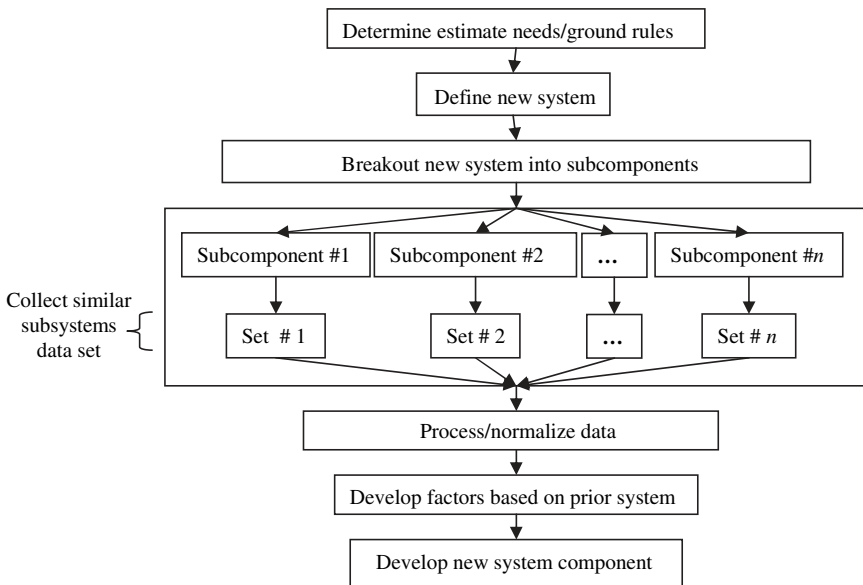 Determine estimate needs/ground rules
Define new system
Breakout new system into subcomponents
Subcomponent #1
Subcomponent #2
...
Subcomponent #n
Collect similar
subsystems
data set
Set # 1
Set # 2
...
Set # n
Process/normalize data
Develop factors based on prior system
Develop new system component